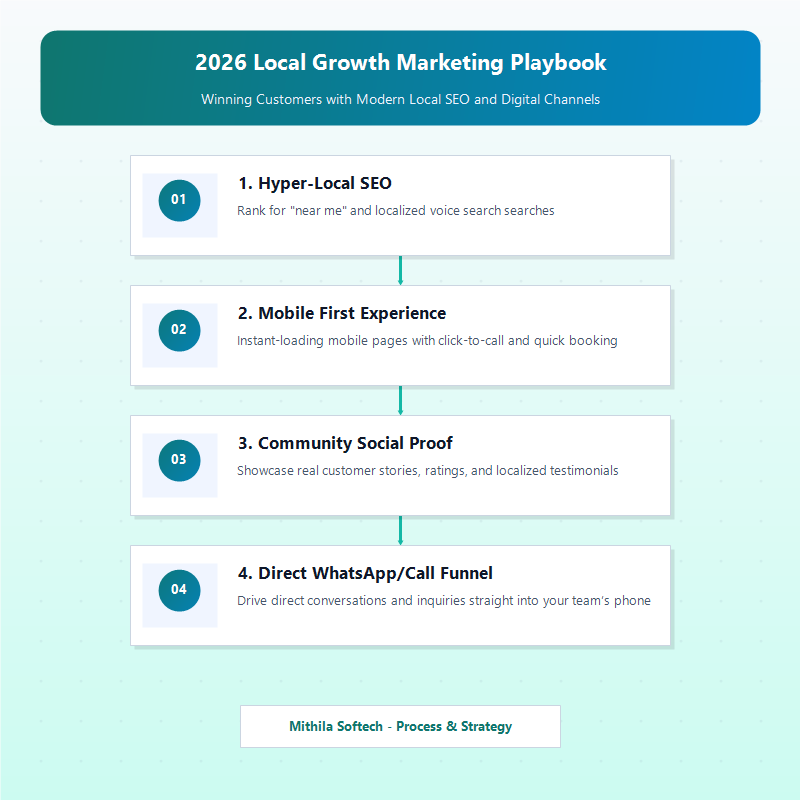 2026 Local Growth Marketing Playbook
Winning Customers with Modern Local SEO and Digital Channels
01
1. Hyper-Local SEO
Rank for "near me" and localized voice search searches
02
2. Mobile First Experience
Instant-loading mobile pages with click-to-call and quick booking
03
3. Community Social Proof
Showcase real customer stories, ratings, and localized testimonials
04
4. Direct WhatsApp/Call Funnel
Drive direct conversations and inquiries straight into your team's phone
Mithila Softech - Process & Strategy